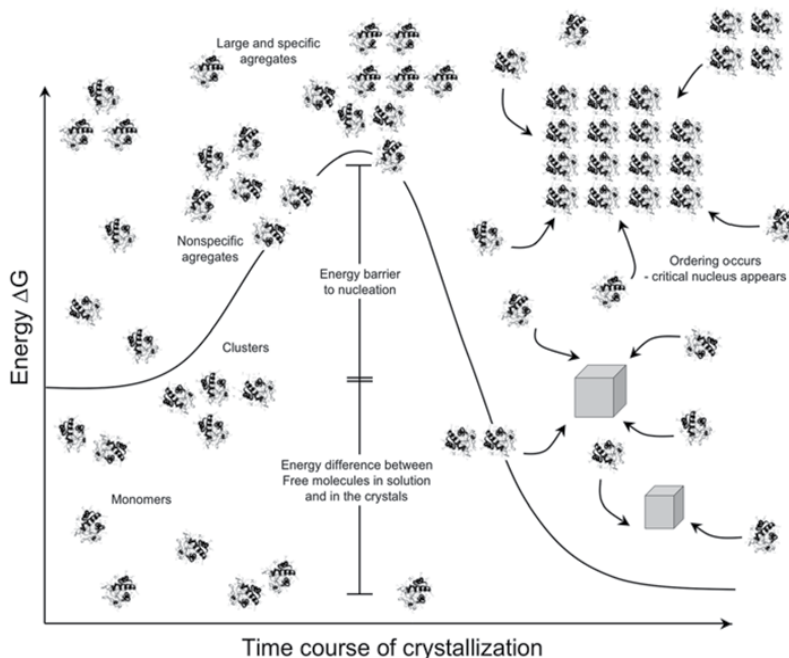 Large and specific
agregates
Nonspecific
agregates
Energy barrier
to nucleation
Ordering occurs
- critical nucleus appears
Clusters
Energy difference between
Free molecules in solution
and in the crystals
Monomers
Energy ΔG
Time course of crystallization